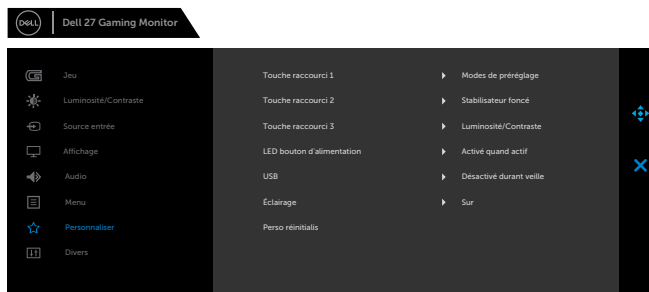 DELL
Dell 27 Gaming Monitor
Jeu
Touche raccourci 1
Modes de préréglage
Luminosité/Contraste
Touche raccourci 2
Stabilisateur foncé
Source entrée
Touche raccourci 3
Luminosité/Contraste
Affichage
LED bouton d'alimentation
Activé quand actif
Audio
USB
Désactivé durant veille
Menu
Éclairage
Sur
Personnaliser
Perso réinitialis
Divers